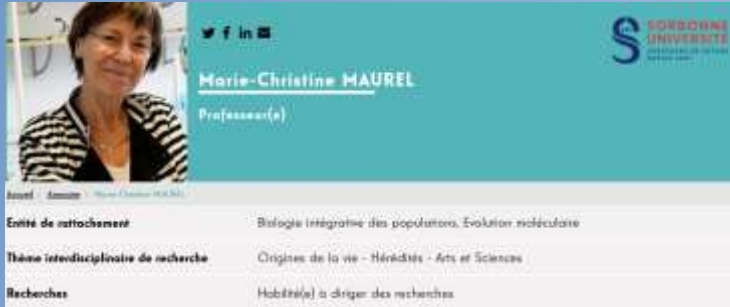 SORBONNE
UNIVERSITÉ
Marie-Christine MAUREL
Professeur(e)
Accueil Annuaire Marie-Christine MAUREL
Entité de rattachement Biologie intégrative des populations, Evolution moléculaire
Thème interdisciplinaire de recherche Origines de la vie - Hérédités - Arts et Sciences
Recherches Habilité(e) à diriger des recherches